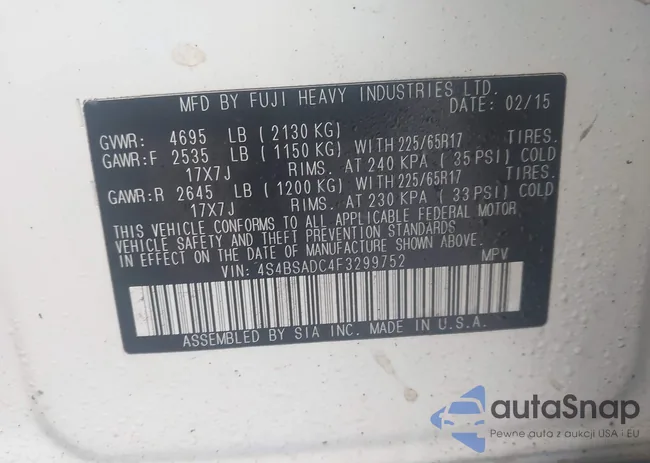 MFD BY FUJI HEAVY INDUSTRIES LTD.
DATE: 02/15
GVWR: 4695 LB (2130 KG)
GAWR:F 2535 LB (1150 KG) WITH 225/65R17 TIRES.
17X7J RIMS. AT 240 KPA (35 PSI) COLD
GAWR:R 2645 LB (1200 KG) WITH 225/65R17 TIRES.
17X7J RIMS. AT 230 KPA (33 PSI) COLD
THIS VEHICLE CONFORMS TO ALL APPLICABLE FEDERAL MOTOR
VEHICLE SAFETY AND THEFT PREVENTION STANDARDS
IN EFFECT ON THE DATE OF MANUFACTURE SHOWN ABOVE.
VIN: 4S4BSADC4F3299752 MPV
ASSEMBLED BY SIA INC. MADE IN U.S.A.
autoSnap
Pewne auta z aukcji USA i EU